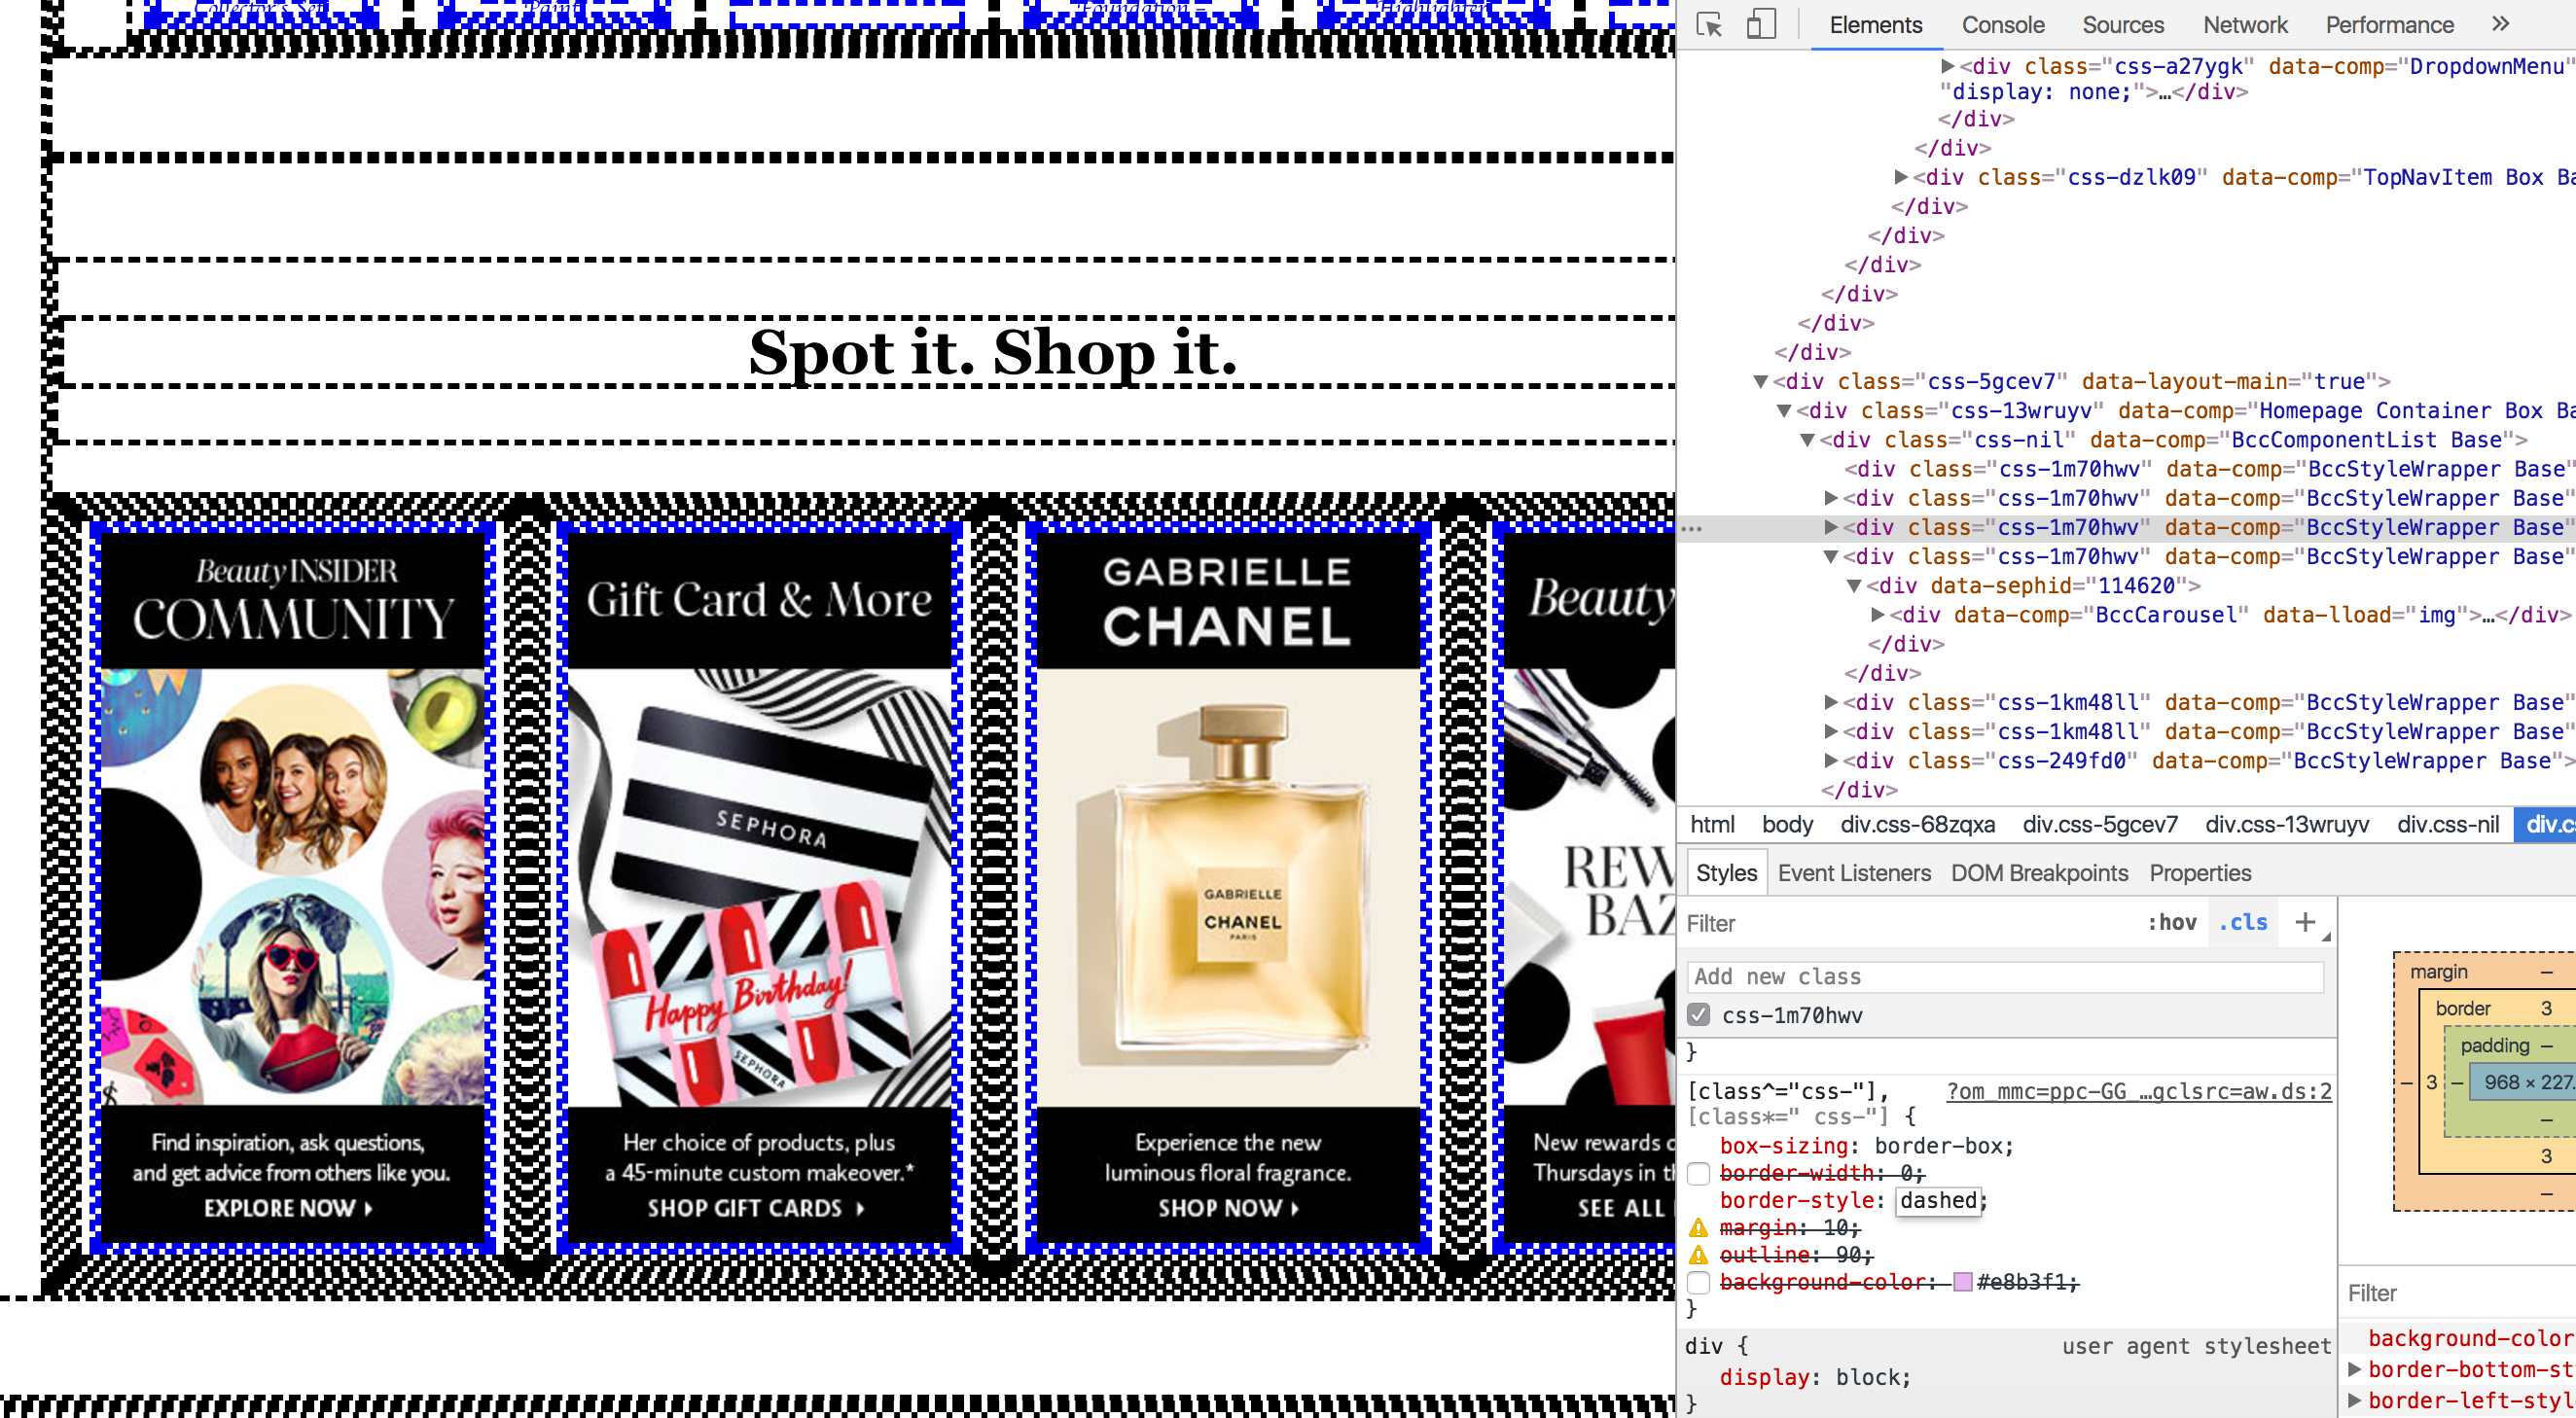 Collector's Set
Paint
Foundation –
Highlighter
Spot it. Shop it.
Beauty INSIDER
COMMUNITY
Find inspiration, ask questions,
and get advice from others like you.
EXPLORE NOW
Gift Card & More
SEPHORA
Happy Birthday!
SEPHORA
Her choice of products, plus
a 45-minute custom makeover.*
SHOP GIFT CARDS
GABRIELLE
CHANEL
GABRIELLE
CHANEL
PARIS
Experience the new
luminous floral fragrance.
SHOP NOW
Beauty
REW
BAZ
New rewards
Thursdays in
SEE ALL
Elements Console Sources Network Performance »
▶<div class="css-a27ygk" data-comp="DropdownMenu"
"display: none;">…</div>
</div>
</div>
▶<div class="css-dzlk09" data-comp="TopNavItem Box Ba
</div>
</div>
</div>
</div>
</div>
</div>
▼<div class="css-5gcev7" data-layout-main="true">
▼<div class="css-13wruyv" data-comp="Homepage Container Box Ba
▼<div class="css-nil" data-comp="BccComponentList Base">
<div class="css-1m70hwv" data-comp="BccStyleWrapper Base"
▶<div class="css-1m70hwv" data-comp="BccStyleWrapper Base"
… ▶<div class="css-1m70hwv" data-comp="BccStyleWrapper Base"
▼<div class="css-1m70hwv" data-comp="BccStyleWrapper Base"
▼<div data-sephid="114620">
▶<div data-comp="BccCarousel" data-lload="img">…</div>
</div>
</div>
▶<div class="css-1km48ll" data-comp="BccStyleWrapper Base"
▶<div class="css-1km48ll" data-comp="BccStyleWrapper Base"
▶<div class="css-249fd0" data-comp="BccStyleWrapper Base">
</div>
html body div.css-68zqxa div.css-5gcev7 div.css-13wruyv div.css-nil div.c
Styles Event Listeners DOM Breakpoints Properties
Filter :hov .cls +
Add new class
css-1m70hwv
}
[class^="css-"], ?om_mmc=ppc-GG_…gclsrc=aw.ds:2
[class*=" css-"] {
box-sizing: border-box;
border-width: 0;
border-style: dashed;
margin: 10;
outline: 90;
background-color: #e8b3f1;
}
div { user agent stylesheet
display: block;
}
margin –
border 3
padding –
– 3 – 968 × 227.
–
3
–
Filter
background-color
▶border-bottom-st
▶border-left-styl